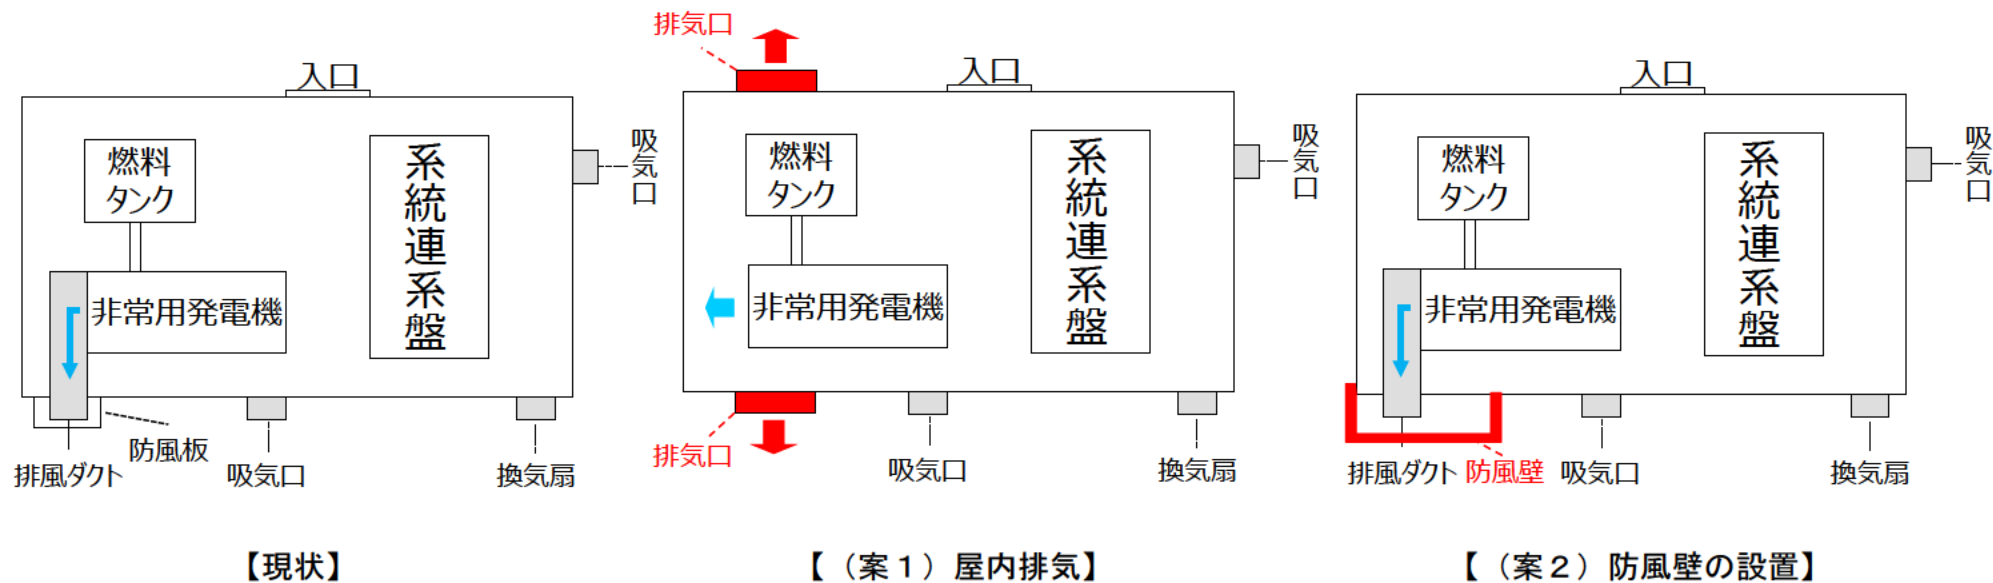 入口
吸気口
燃料
タンク
系統連系盤
非常用発電機
防風板
排風ダクト
吸気口
換気扇
【現状】
排気口
入口
吸気口
燃料
タンク
系統連系盤
非常用発電機
排気口
吸気口
換気扇
【（案１）屋内排気】
入口
吸気口
燃料
タンク
系統連系盤
非常用発電機
排風ダクト
防風壁
吸気口
換気扇
【（案２）防風壁の設置】